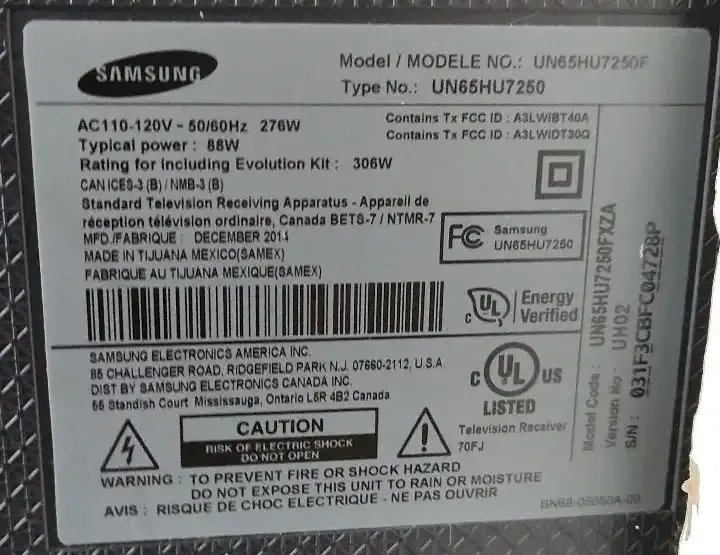 SAMSUNG
Model / MODELE NO.: UN65HU7250F
Type No.: UN65HU7250
AC110-120V ~ 50/60Hz 276W
Typical power : 88W
Rating for including Evolution Kit : 306W
CAN ICES-3 (B) / NMB-3 (B)
Standard Television Receiving Apparatus - Appareil de
réception télévision ordinaire, Canada BETS-7 / NTMR-7
MFD./FABRIQUE : DECEMBER 2014
MADE IN TIJUANA MEXICO(SAMEX)
FABRIQUE AU TIJUANA MEXIQUE(SAMEX)
Contains Tx FCC ID : A3LWIBT40A
Contains Tx FCC ID : A3LWIDT30Q
FC Samsung
UN65HU7250
c UL Energy
Verified
SAMSUNG ELECTRONICS AMERICA INC.
85 CHALLENGER ROAD, RIDGEFIELD PARK N.J. 07660-2112, U.S.A
DIST BY SAMSUNG ELECTRONICS CANADA INC.
55 Standish Court Mississauga, Ontario L5R 4B2 Canada
C UL US
LISTED
Television Receiver
70FJ
CAUTION
RISK OF ELECTRIC SHOCK
DO NOT OPEN
WARNING : TO PREVENT FIRE OR SHOCK HAZARD
DO NOT EXPOSE THIS UNIT TO RAIN OR MOISTURE
AVIS : RISQUE DE CHOC ELECTRIQUE - NE PAS OUVRIR
BN68-05050A-00
Model Code : UN65HU7250FXZA
Version No : UH02
S/N : 031F3CBFC04728P